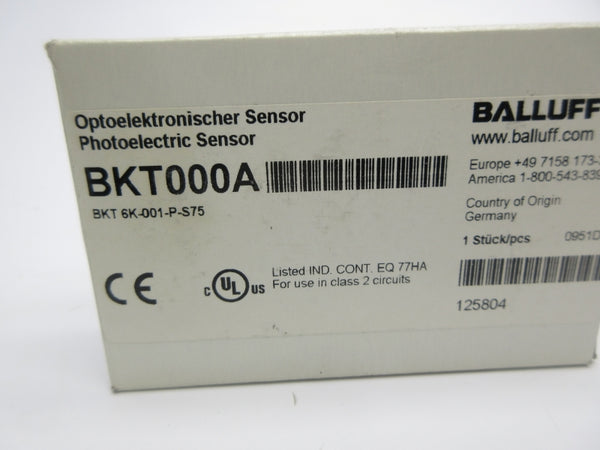 Optoelektronischer Sensor
Photoelectric Sensor
BKT000A
BKT 6K-001-P-S75
CE
c UL US
Listed IND. CONT. EQ 77HA
For use in class 2 circuits
BALLUFF
www.balluff.com
Europe +49 7158 173-
America 1-800-543-839
Country of Origin
Germany
1 Stück/pcs 0951D
125804